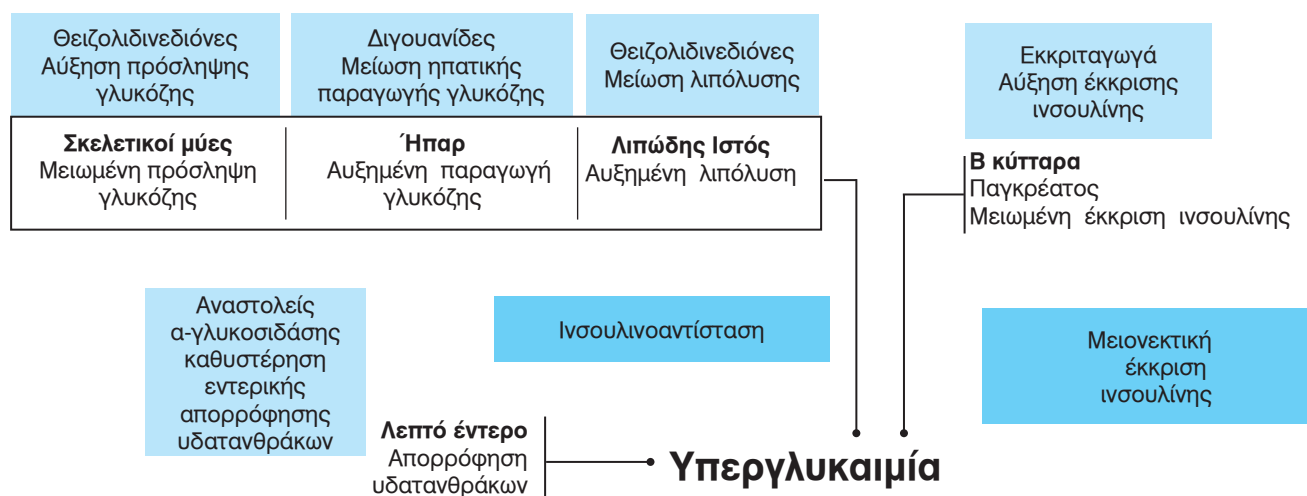 Θειζολιδινεδιόνες
Αύξηση πρόσληψης
γλυκόζης
Διγουανίδες
Μείωση ηπατικής
παραγωγής γλυκόζης
Θειζολιδινεδιόνες
Μείωση λιπόλυσης
Εκκριταγωγά
Αύξηση έκκρισης
ινσουλίνης
Σκελετικοί μύες
Μειωμένη πρόσληψη
γλυκόζης
Ήπαρ
Αυξημένη παραγωγή
γλυκόζης
Λιπώδης Ιστός
Αυξημένη λιπόλυση
Β κύτταρα
Παγκρέατος
Μειωμένη έκκριση ινσουλίνης
Αναστολείς
α-γλυκοσιδάσης
καθυστέρηση
εντερικής
απορρόφησης
υδατανθράκων
Ινσουλινοαντίσταση
Μειονεκτική
έκκριση
ινσουλίνης
Λεπτό έντερο
Απορρόφηση
υδατανθράκων
Υπεργλυκαιμία